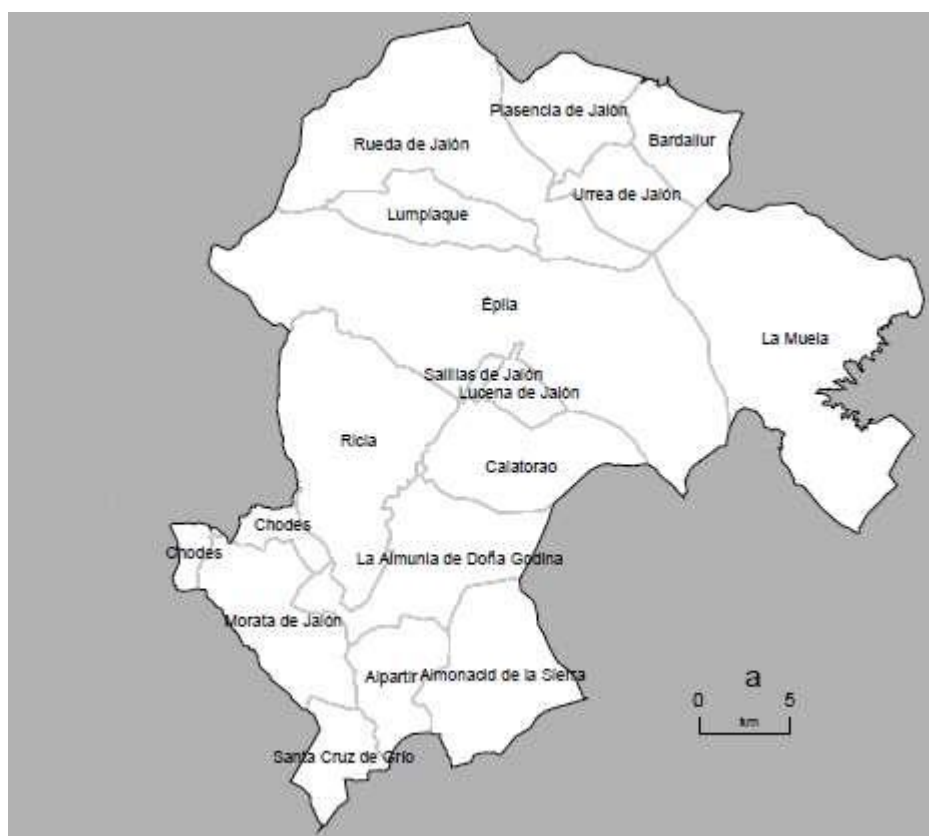 Plasencia de Jalón
Bardallur
Rueda de Jalón
Urrea de Jalón
Lumpiaque
Épila
La Muela
Salillas de Jalón
Lucena de Jalón
Ricla
Calatorao
Chodes
Chodes
La Almunia de Doña Godina
Morata de Jalón
Alpartir
Almonacid de la Sierra
a
0 5
km
Santa Cruz de Grío